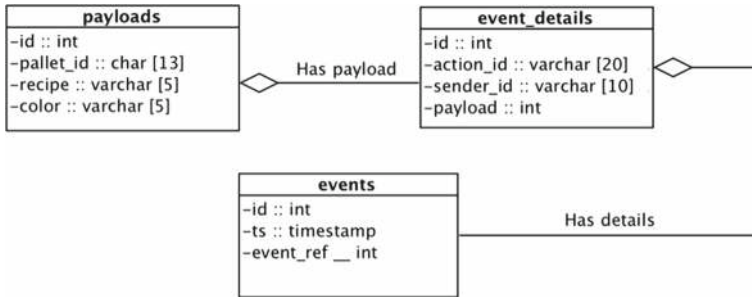 payloads
-id :: int
-pallet_id :: char [13]
-recipe :: varchar [5]
-color :: varchar [5]
Has payload
event_details
-id :: int
-action_id :: varchar [20]
-sender_id :: varchar [10]
-payload :: int
events
-id :: int
-ts :: timestamp
-event_ref __ int
Has details